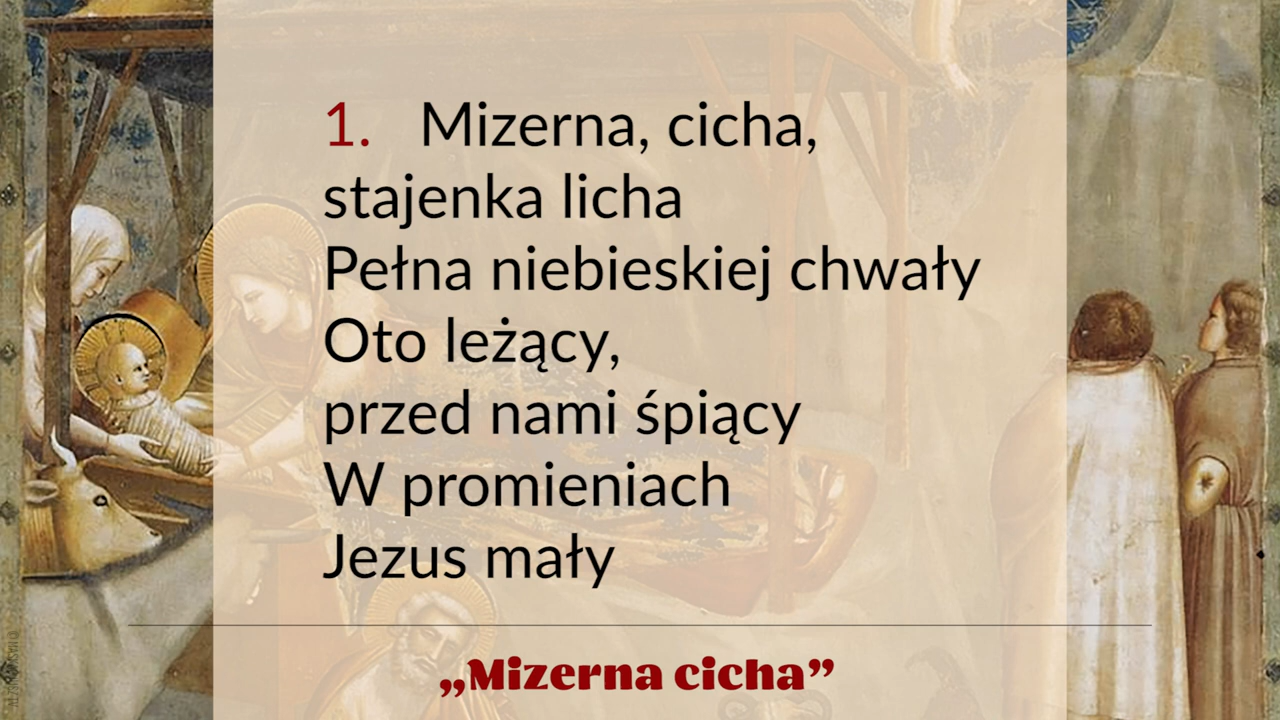 1. Mizerna, cicha,
stajenka licha
Pełna niebieskiej chwały
Oto leżący,
przed nami śpiący
W promieniach
Jezus mały
„Mizerna cicha”